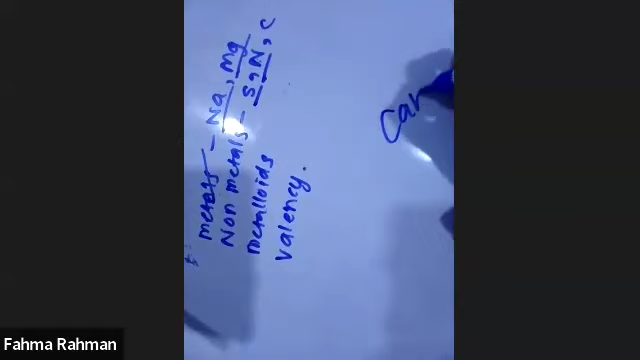 metals - Na, Mg
Non metals - S, N, C
metalloids
valency.
Car
Fahma Rahman